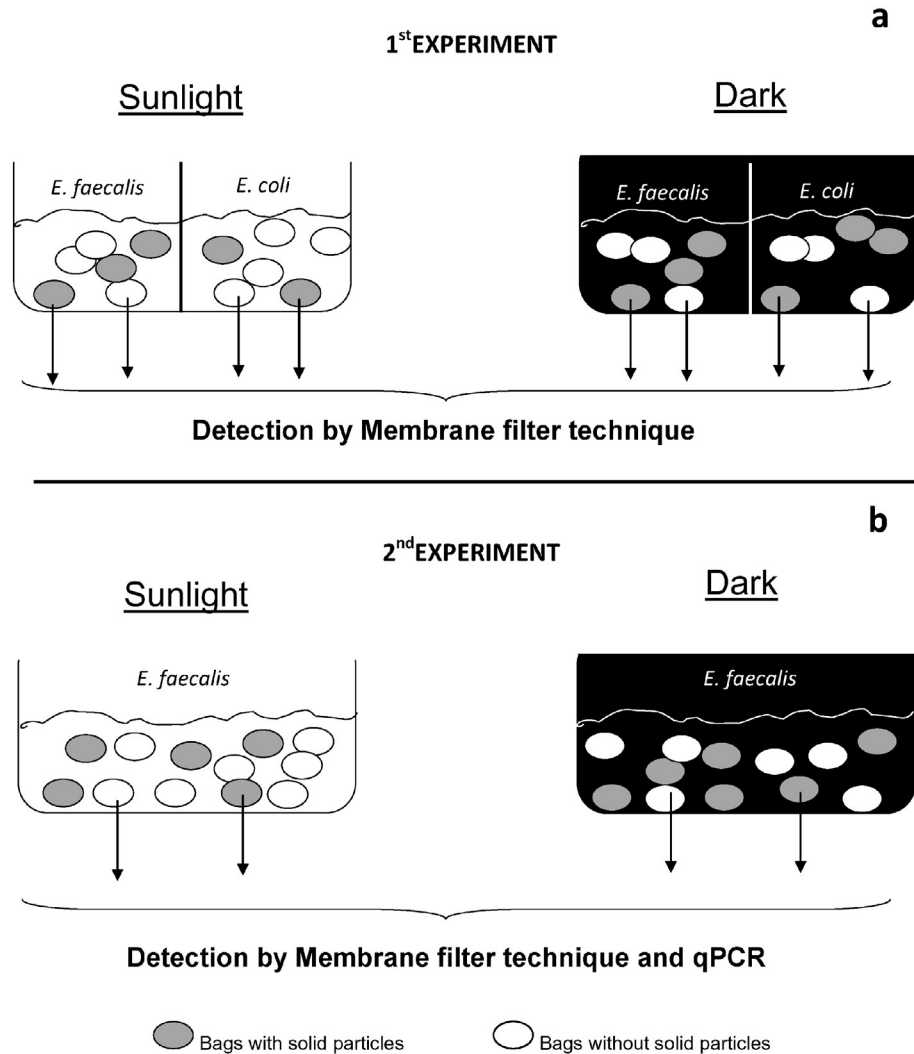 a
1stEXPERIMENT
Sunlight
Dark
E. faecalis
E. coli
E. faecalis
E. coli
Detection by Membrane filter technique
b
2ndEXPERIMENT
Sunlight
Dark
E. faecalis
E. faecalis
Detection by Membrane filter technique and qPCR
Bags with solid particles
Bags without solid particles